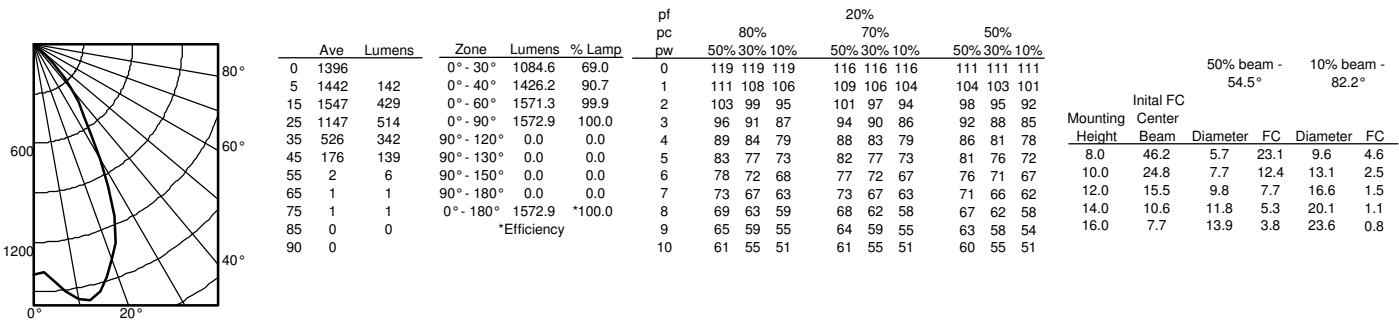 80°
60°
40°
20°
0°
600
1200
Ave Lumens
0 1396
5 1442 142
15 1547 429
25 1147 514
35 526 342
45 176 139
55 2 6
65 1 1
75 1 1
85 0 0
90 0
Zone Lumens % Lamp
0°- 30° 1084.6 69.0
0°- 40° 1426.2 90.7
0°- 60° 1571.3 99.9
0°- 90° 1572.9 100.0
90°- 120° 0.0 0.0
90°- 130° 0.0 0.0
90°- 150° 0.0 0.0
90°- 180° 0.0 0.0
0°- 180° 1572.9 *100.0
*Efficiency
pf 20%
pc 80% 70% 50%
pw 50% 30% 10% 50% 30% 10% 50% 30% 10%
0 119 119 119 116 116 116 111 111 111
1 111 108 106 109 106 104 104 103 101
2 103 99 95 101 97 94 98 95 92
3 96 91 87 94 90 86 92 88 85
4 89 84 79 88 83 79 86 81 78
5 83 77 73 82 77 73 81 76 72
6 78 72 68 77 72 67 76 71 67
7 73 67 63 73 67 63 71 66 62
8 69 63 59 68 62 58 67 62 58
9 65 59 55 64 59 55 63 58 54
10 61 55 51 61 55 51 60 55 51
50% beam - 10% beam -
54.5° 82.2°
Inital FC
Mounting Center
Height Beam Diameter FC Diameter FC
8.0 46.2 5.7 23.1 9.6 4.6
10.0 24.8 7.7 12.4 13.1 2.5
12.0 15.5 9.8 7.7 16.6 1.5
14.0 10.6 11.8 5.3 20.1 1.1
16.0 7.7 13.9 3.8 23.6 0.8